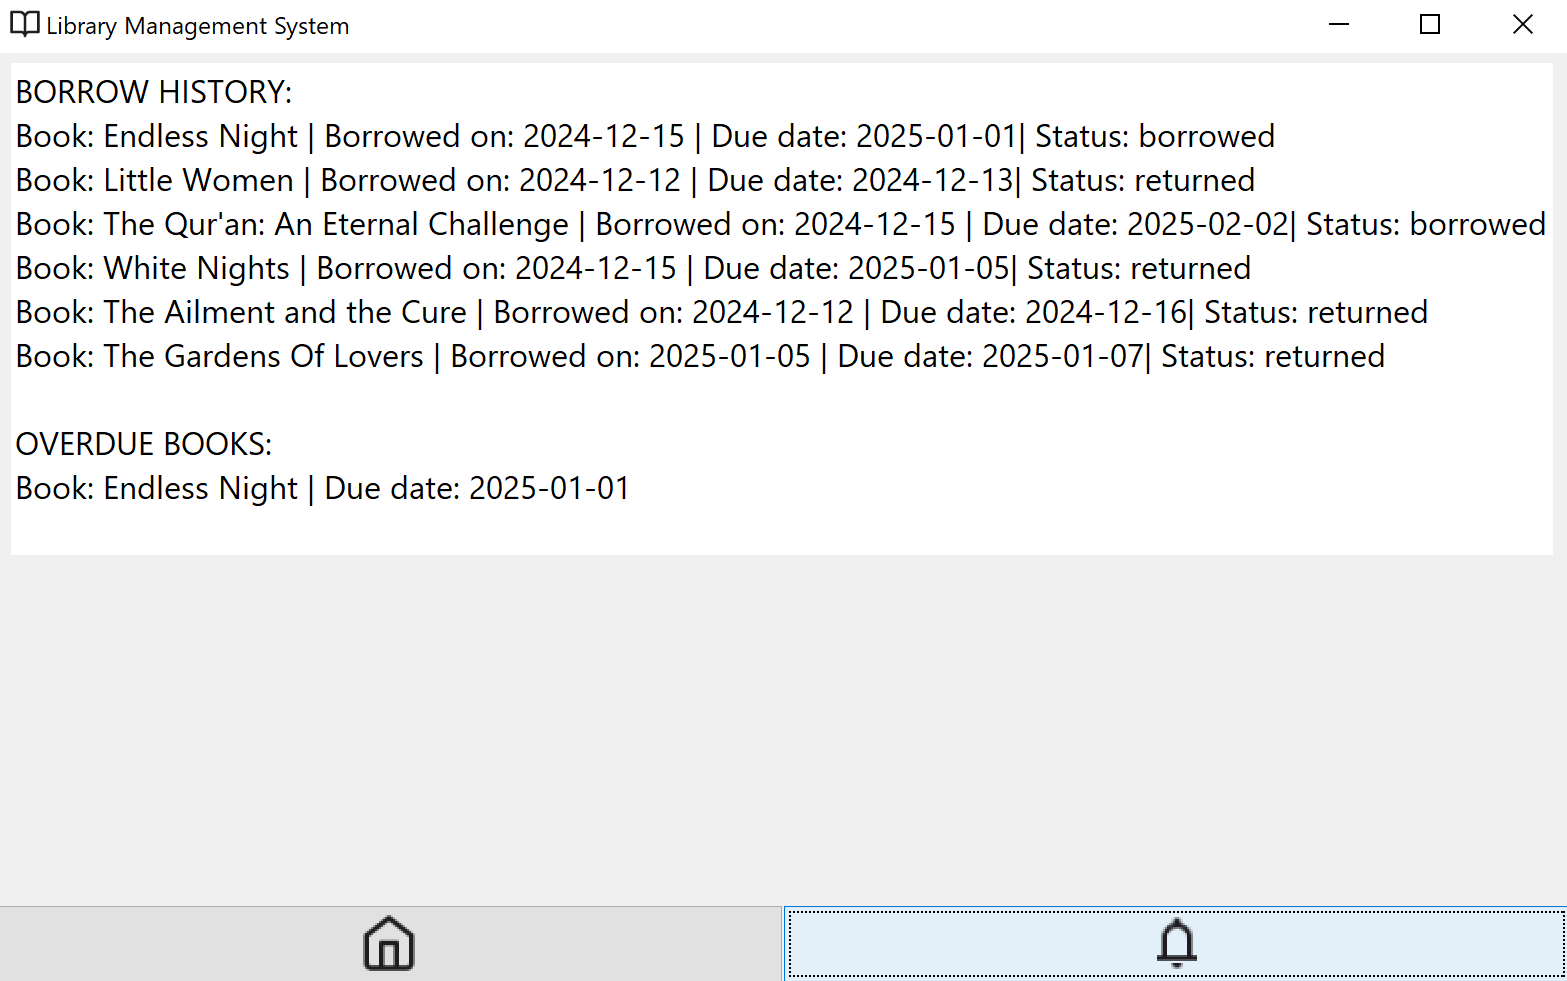 Library Management System
BORROW HISTORY:
Book: Endless Night | Borrowed on: 2024-12-15 | Due date: 2025-01-01| Status: borrowed
Book: Little Women | Borrowed on: 2024-12-12 | Due date: 2024-12-13| Status: returned
Book: The Qur'an: An Eternal Challenge | Borrowed on: 2024-12-15 | Due date: 2025-02-02| Status: borrowed
Book: White Nights | Borrowed on: 2024-12-15 | Due date: 2025-01-05| Status: returned
Book: The Ailment and the Cure | Borrowed on: 2024-12-12 | Due date: 2024-12-16| Status: returned
Book: The Gardens Of Lovers | Borrowed on: 2025-01-05 | Due date: 2025-01-07| Status: returned
OVERDUE BOOKS:
Book: Endless Night | Due date: 2025-01-01